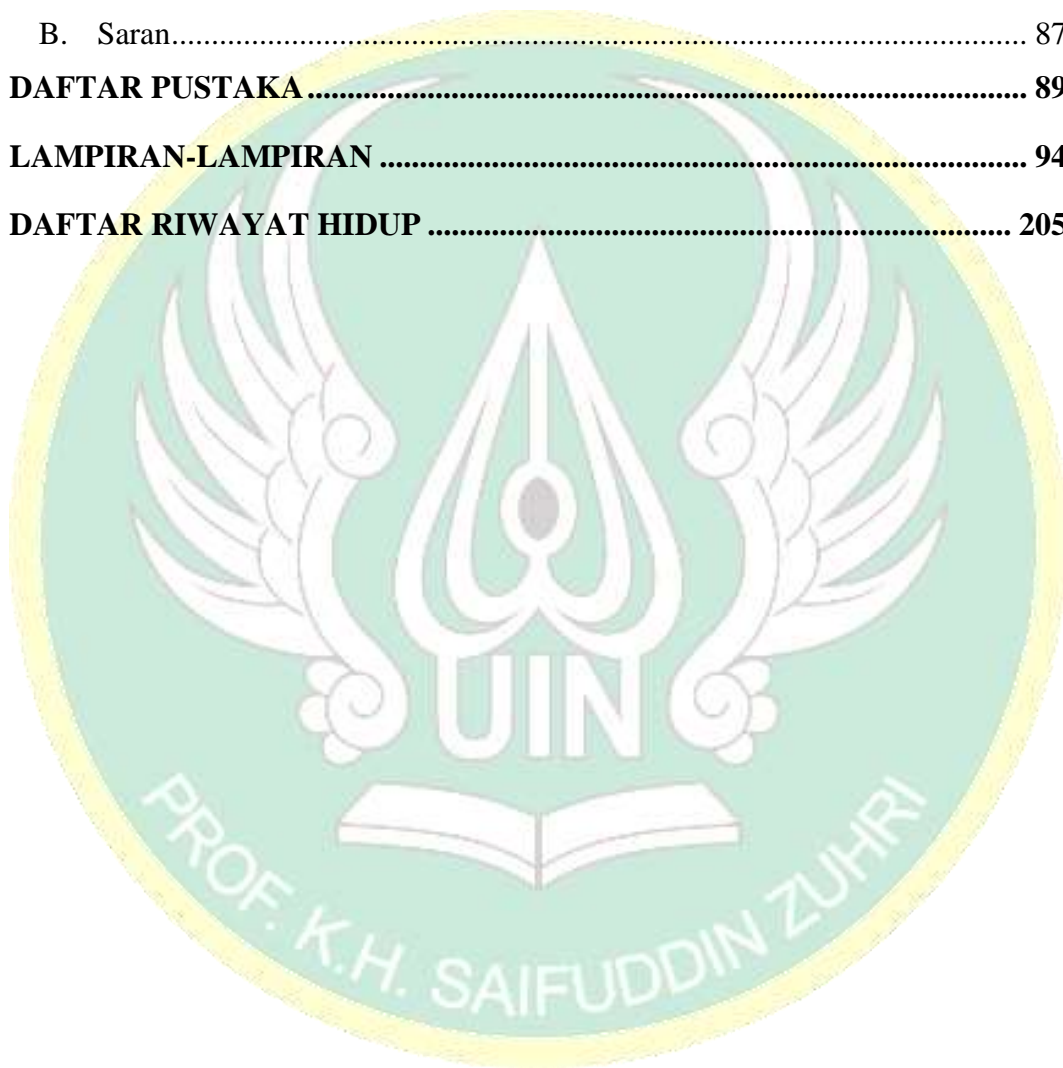 B. Saran.......................................................................................................... 87
DAFTAR PUSTAKA .......................................................................................... 89
LAMPIRAN-LAMPIRAN ................................................................................. 94
DAFTAR RIWAYAT HIDUP ......................................................................... 205
UIN
PROF. K.H. SAIFUDDIN ZUHRI